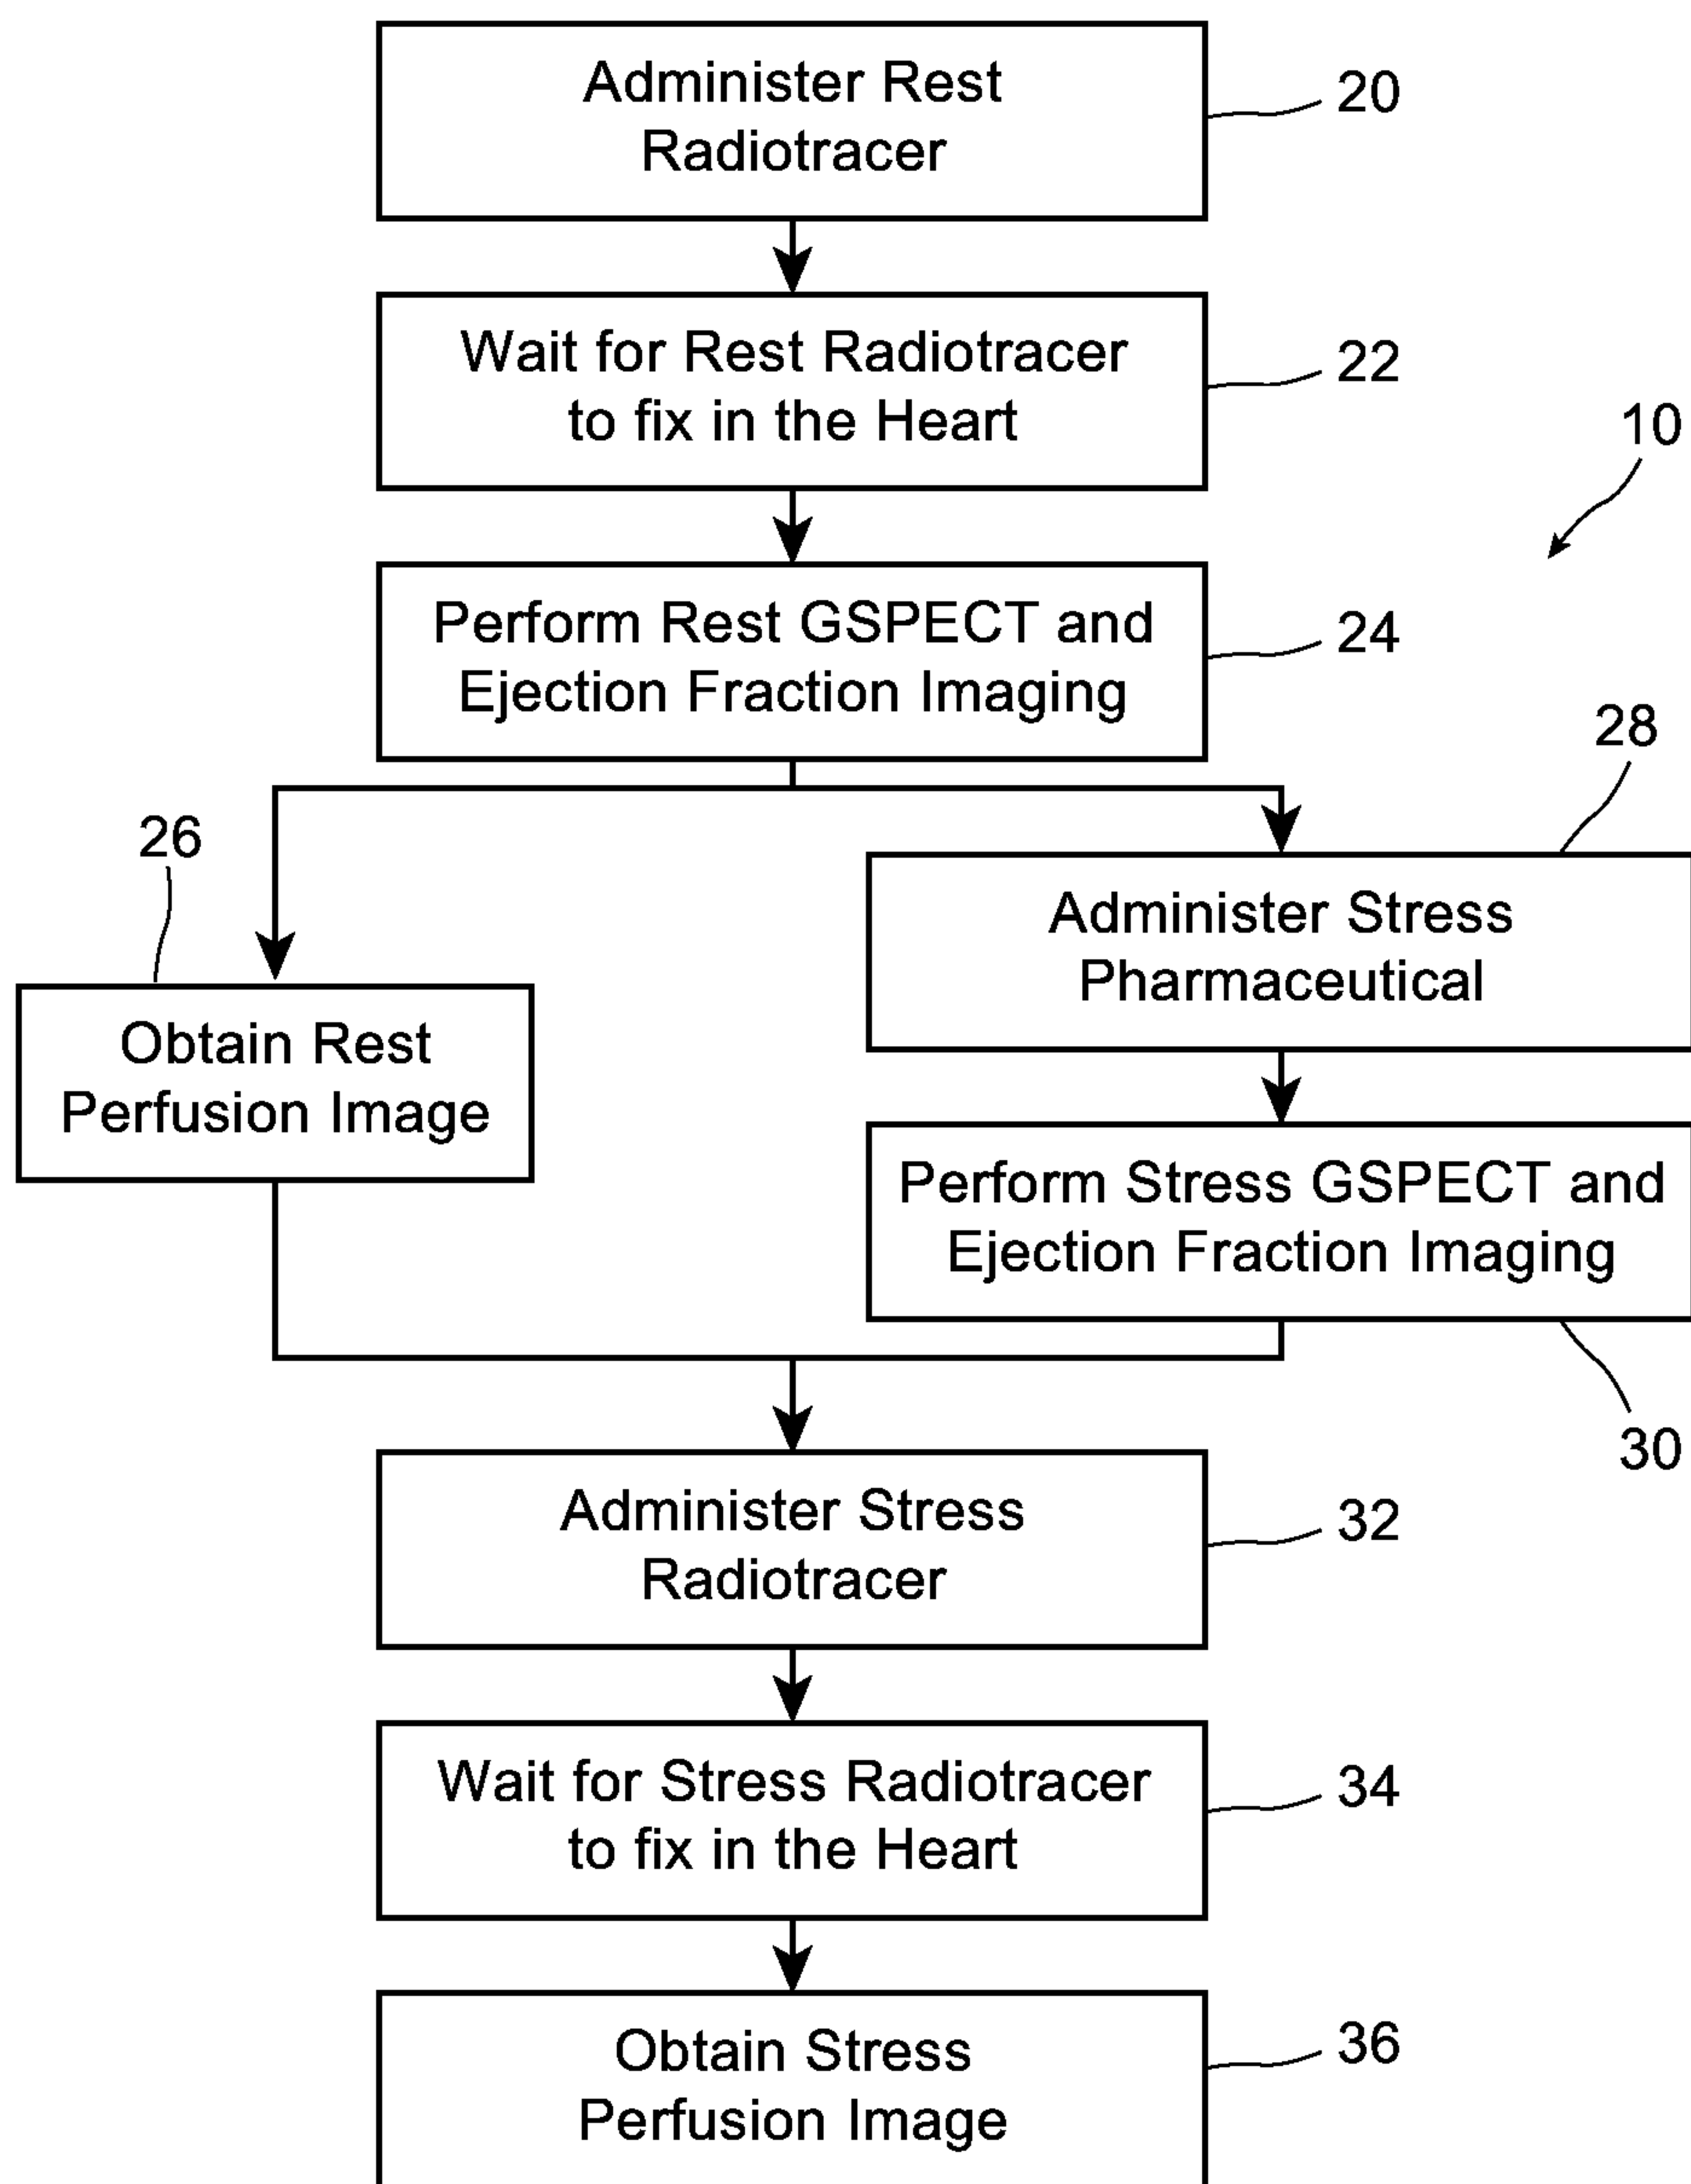 Administer Rest
Radiotracer
20
Wait for Rest Radiotracer
to fix in the Heart
22
10
Perform Rest GSPECT and
Ejection Fraction Imaging
24
28
26
Administer Stress
Pharmaceutical
Obtain Rest
Perfusion Image
Perform Stress GSPECT and
Ejection Fraction Imaging
30
Administer Stress
Radiotracer
32
Wait for Stress Radiotracer
to fix in the Heart
34
Obtain Stress
Perfusion Image
36